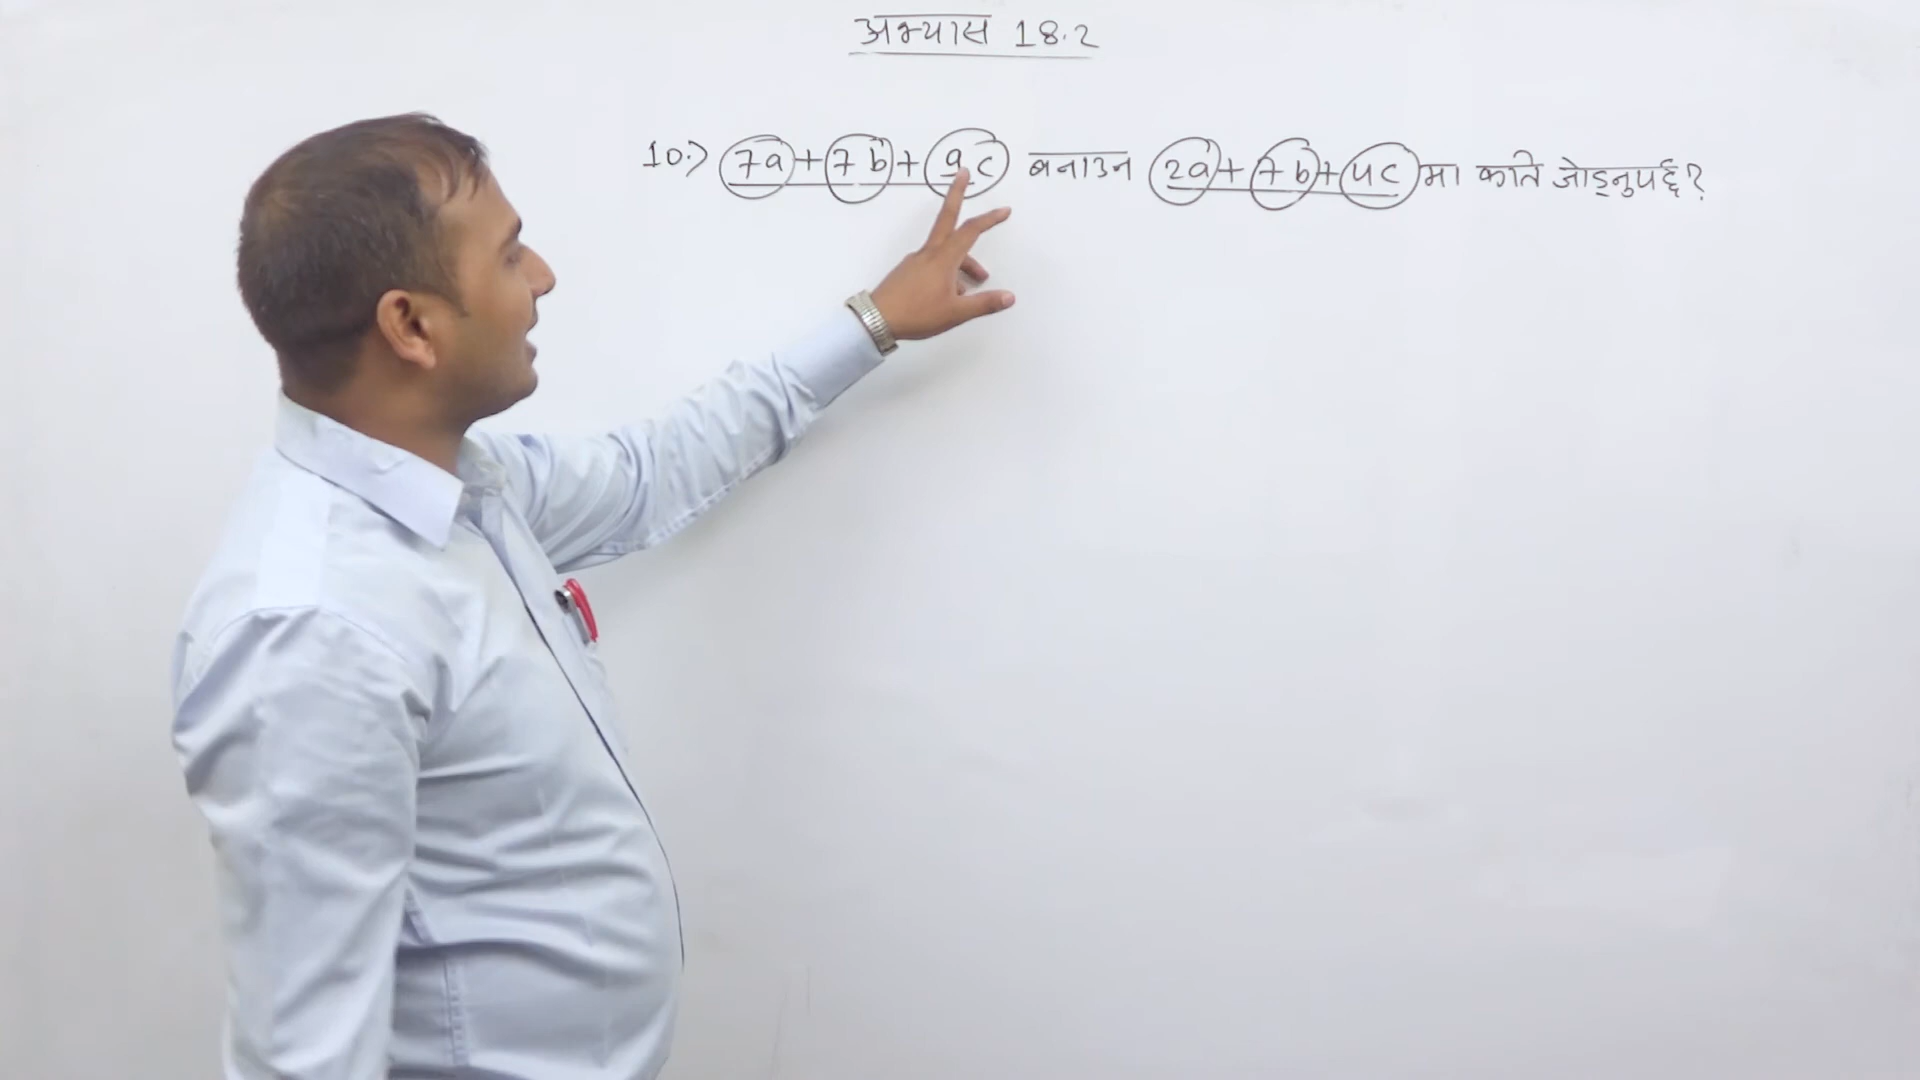 अभ्यास 18.2
10.) 7a+7b+9c बनाउन 2a+7b+4c मा कति जोड्नुपर्छ?